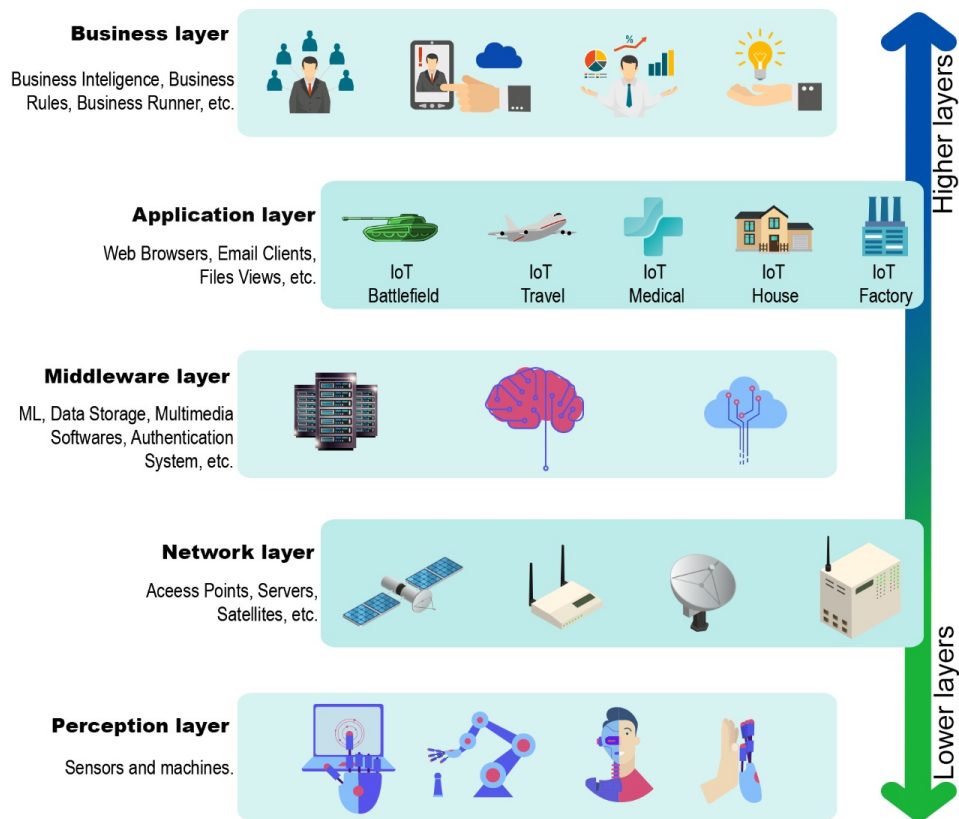 Business layer
Business Inteligence, Business
Rules, Business Runner, etc.
!
%
Higher layers
Application layer
Web Browsers, Email Clients,
Files Views, etc.
IoT
Battlefield
IoT
Travel
IoT
Medical
IoT
House
IoT
Factory
Middleware layer
ML, Data Storage, Multimedia
Softwares, Authentication
System, etc.
Network layer
Aceess Points, Servers,
Satellites, etc.
Lower layers
Perception layer
Sensors and machines.